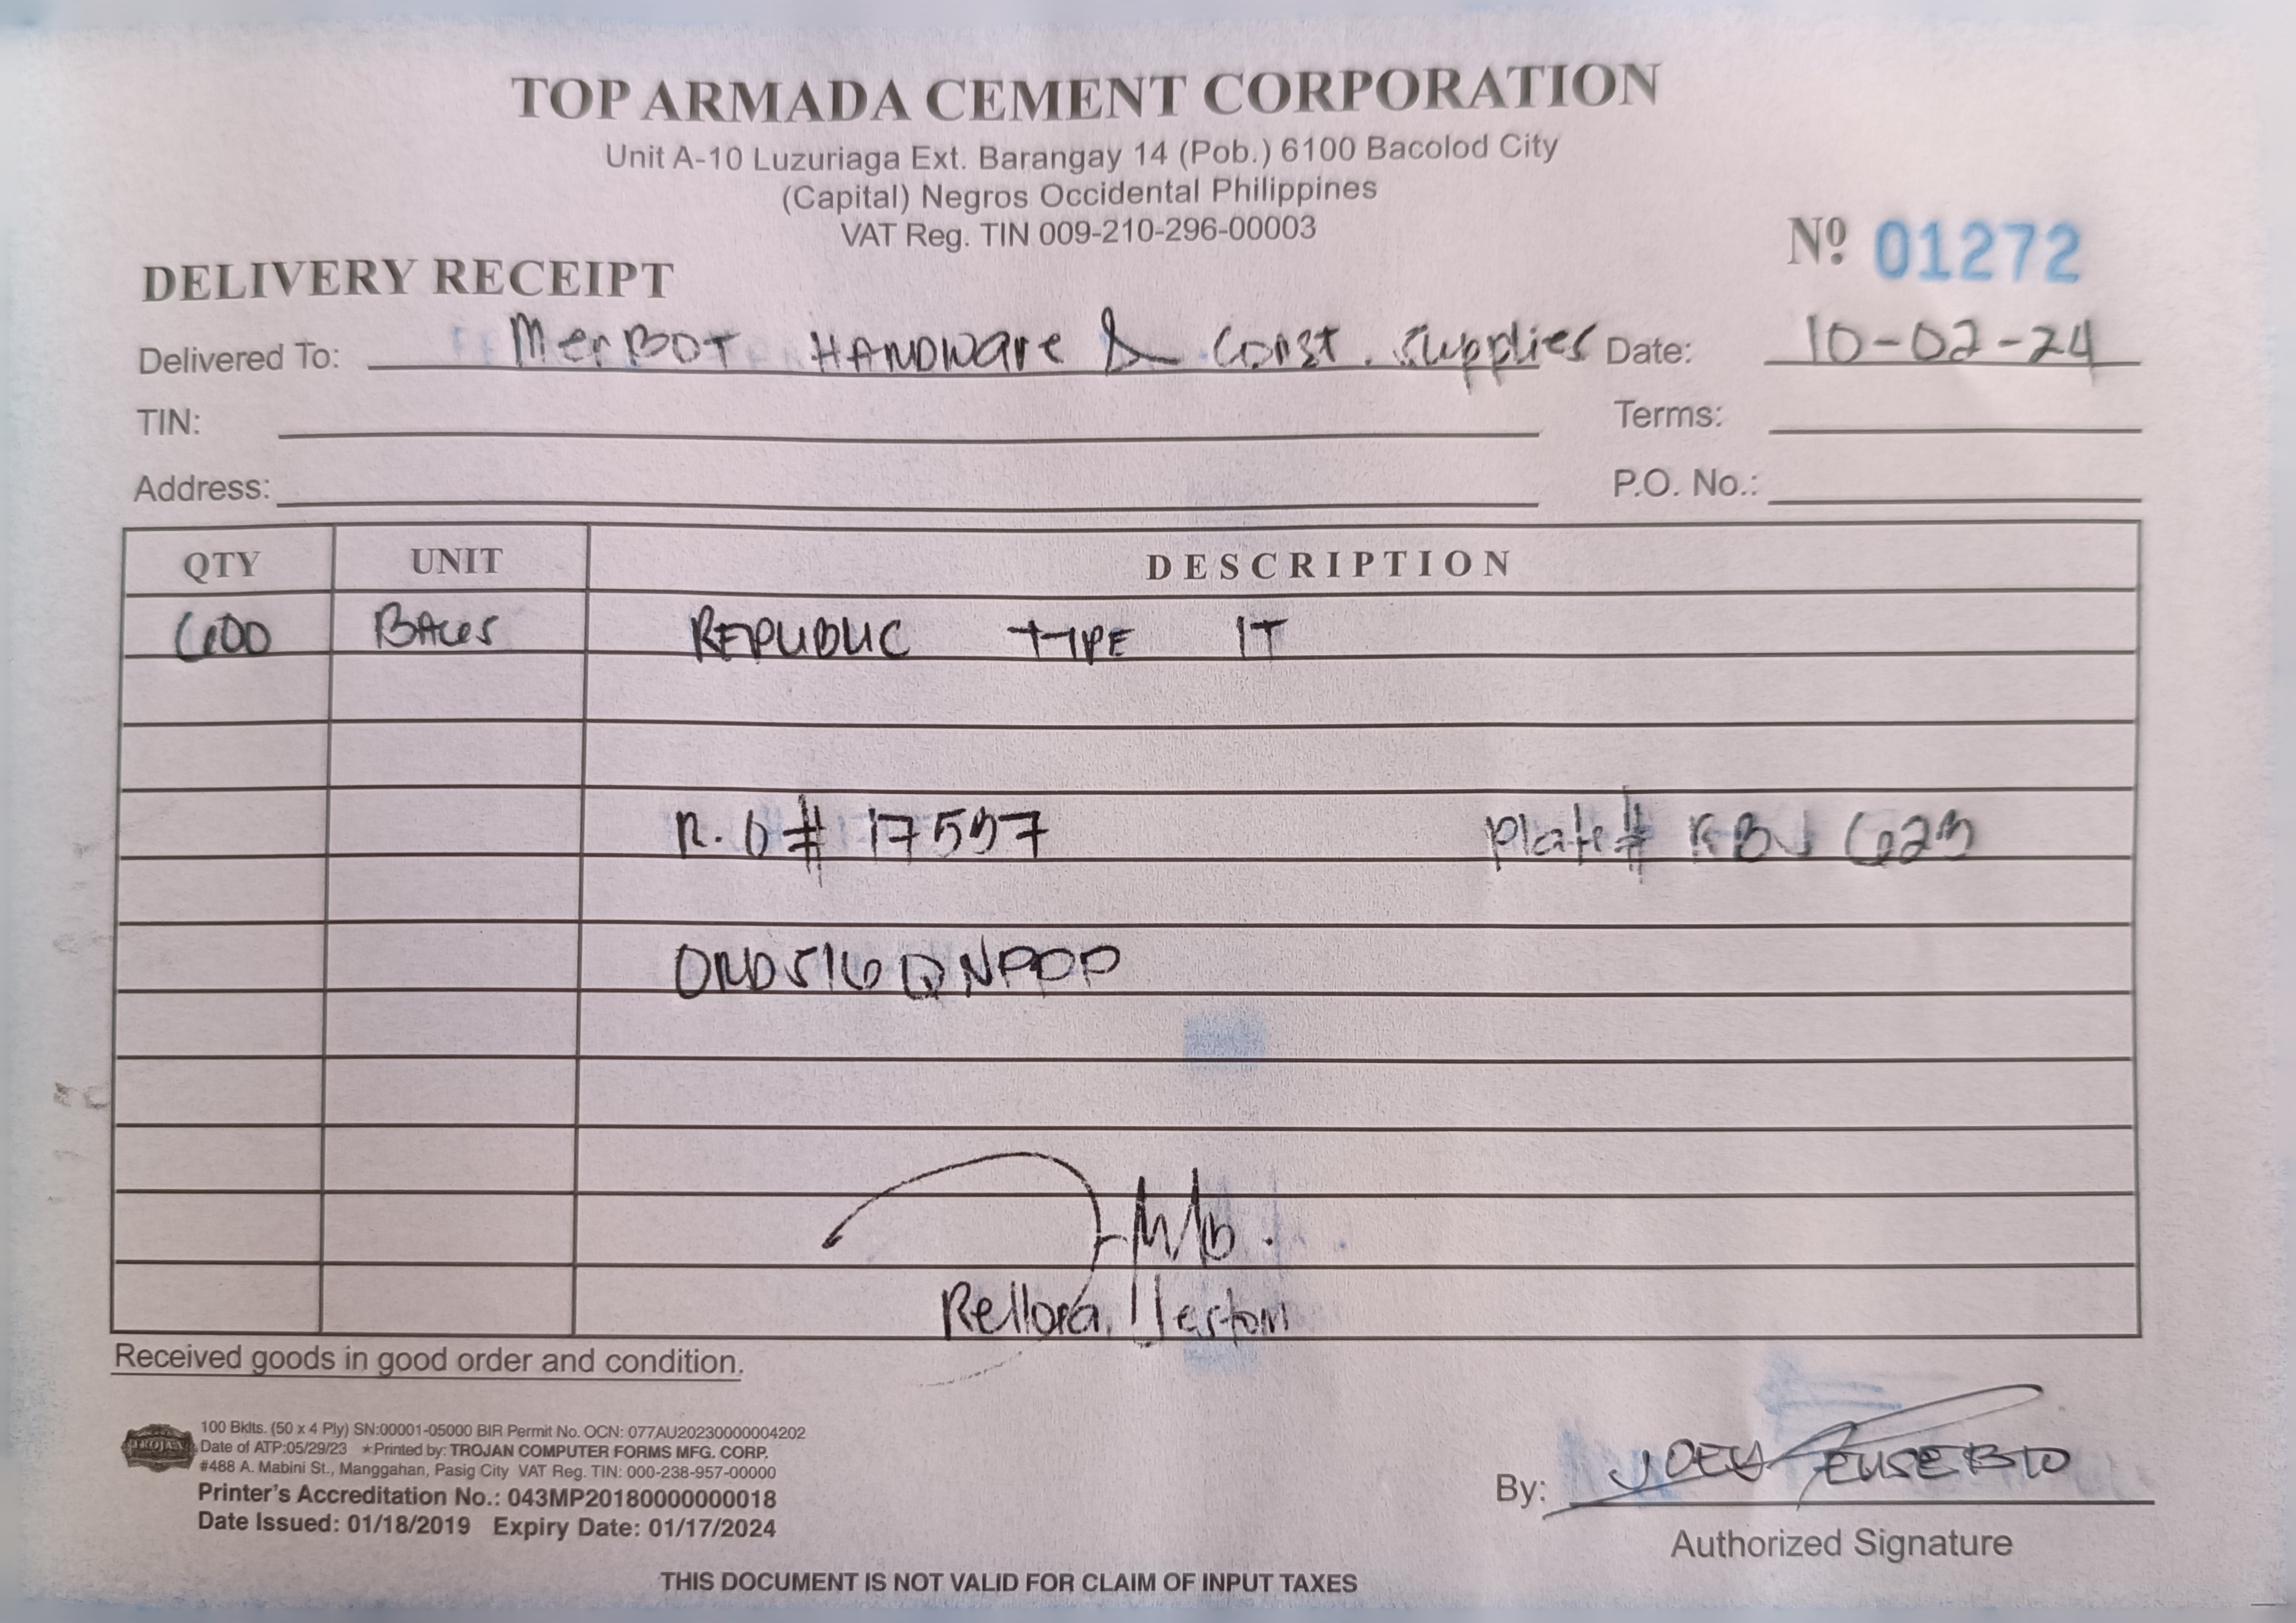 TOP ARMADA CEMENT CORPORATION
Unit A-10 Luzuriaga Ext. Barangay 14 (Pob.) 6100 Bacolod City
(Capital) Negros Occidental Philippines
VAT Reg. TIN 009-210-296-00003
Nº 01272
DELIVERY RECEIPT
Delivered To: MerBOT HARDware & Const. Supplies Date: 10-02-24
TIN: Terms:
Address: P.O. No.:
QTY UNIT DESCRIPTION
600 BAGS REPUBLIC TYPE 1T
R.O # 17597 Plate# 623
Rellora, Jestoni
Received goods in good order and condition.
TROJAN
100 Bklts. (50 x 4 Ply) SN:00001-05000 BIR Permit No. OCN: 077AU20230000004202
Date of ATP:05/29/23 ★Printed by: TROJAN COMPUTER FORMS MFG. CORP.
#488 A. Mabini St., Manggahan, Pasig City VAT Reg. TIN: 000-238-957-00000
Printer's Accreditation No.: 043MP20180000000018
Date Issued: 01/18/2019 Expiry Date: 01/17/2024
By: JOEY EUSEBIO
Authorized Signature
THIS DOCUMENT IS NOT VALID FOR CLAIM OF INPUT TAXES